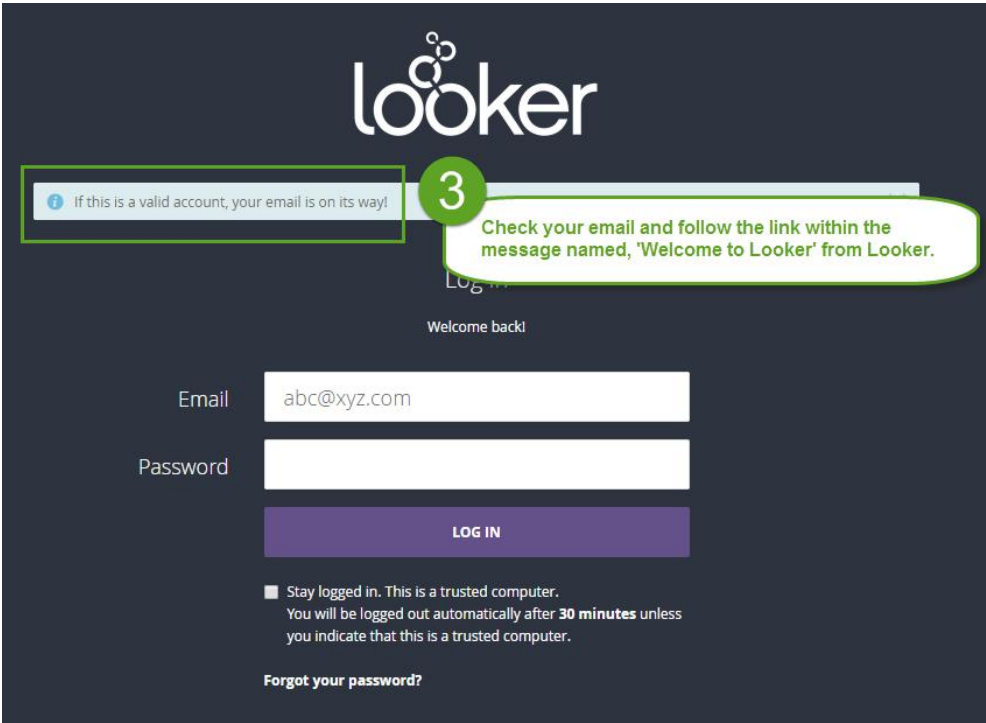 looker
If this is a valid account, your email is on its way!
3
Check your email and follow the link within the
message named, 'Welcome to Looker' from Looker.
Log in
Welcome back!
Email
abc@xyz.com
Password
LOG IN
Stay logged in. This is a trusted computer.
You will be logged out automatically after 30 minutes unless
you indicate that this is a trusted computer.
Forgot your password?